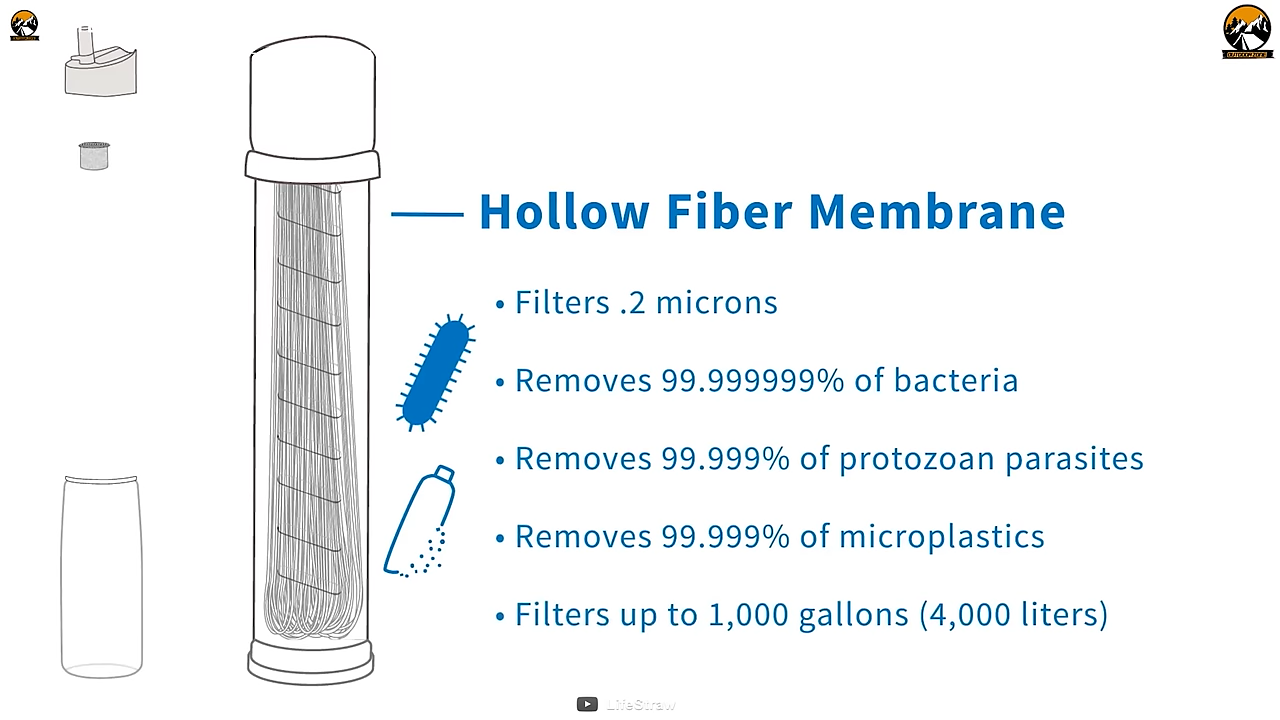 Hollow Fiber Membrane
• Filters .2 microns
• Removes 99.999999% of bacteria
• Removes 99.999% of protozoan parasites
• Removes 99.999% of microplastics
• Filters up to 1,000 gallons (4,000 liters)
LifeStraw